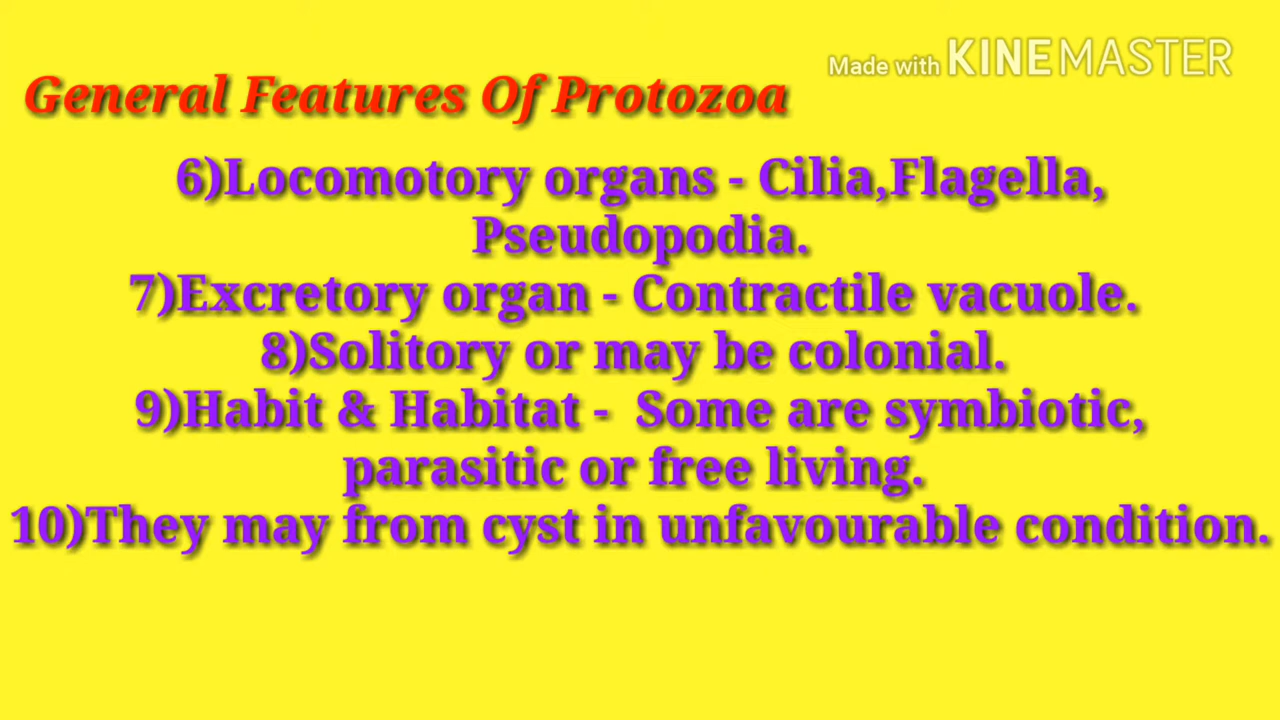 Made with KINEMASTER
General Features Of Protozoa
6)Locomotory organs - Cilia,Flagella,
Pseudopodia.
7)Excretory organ - Contractile vacuole.
8)Solitory or may be colonial.
9)Habit & Habitat - Some are symbiotic,
parasitic or free living.
10)They may from cyst in unfavourable condition.